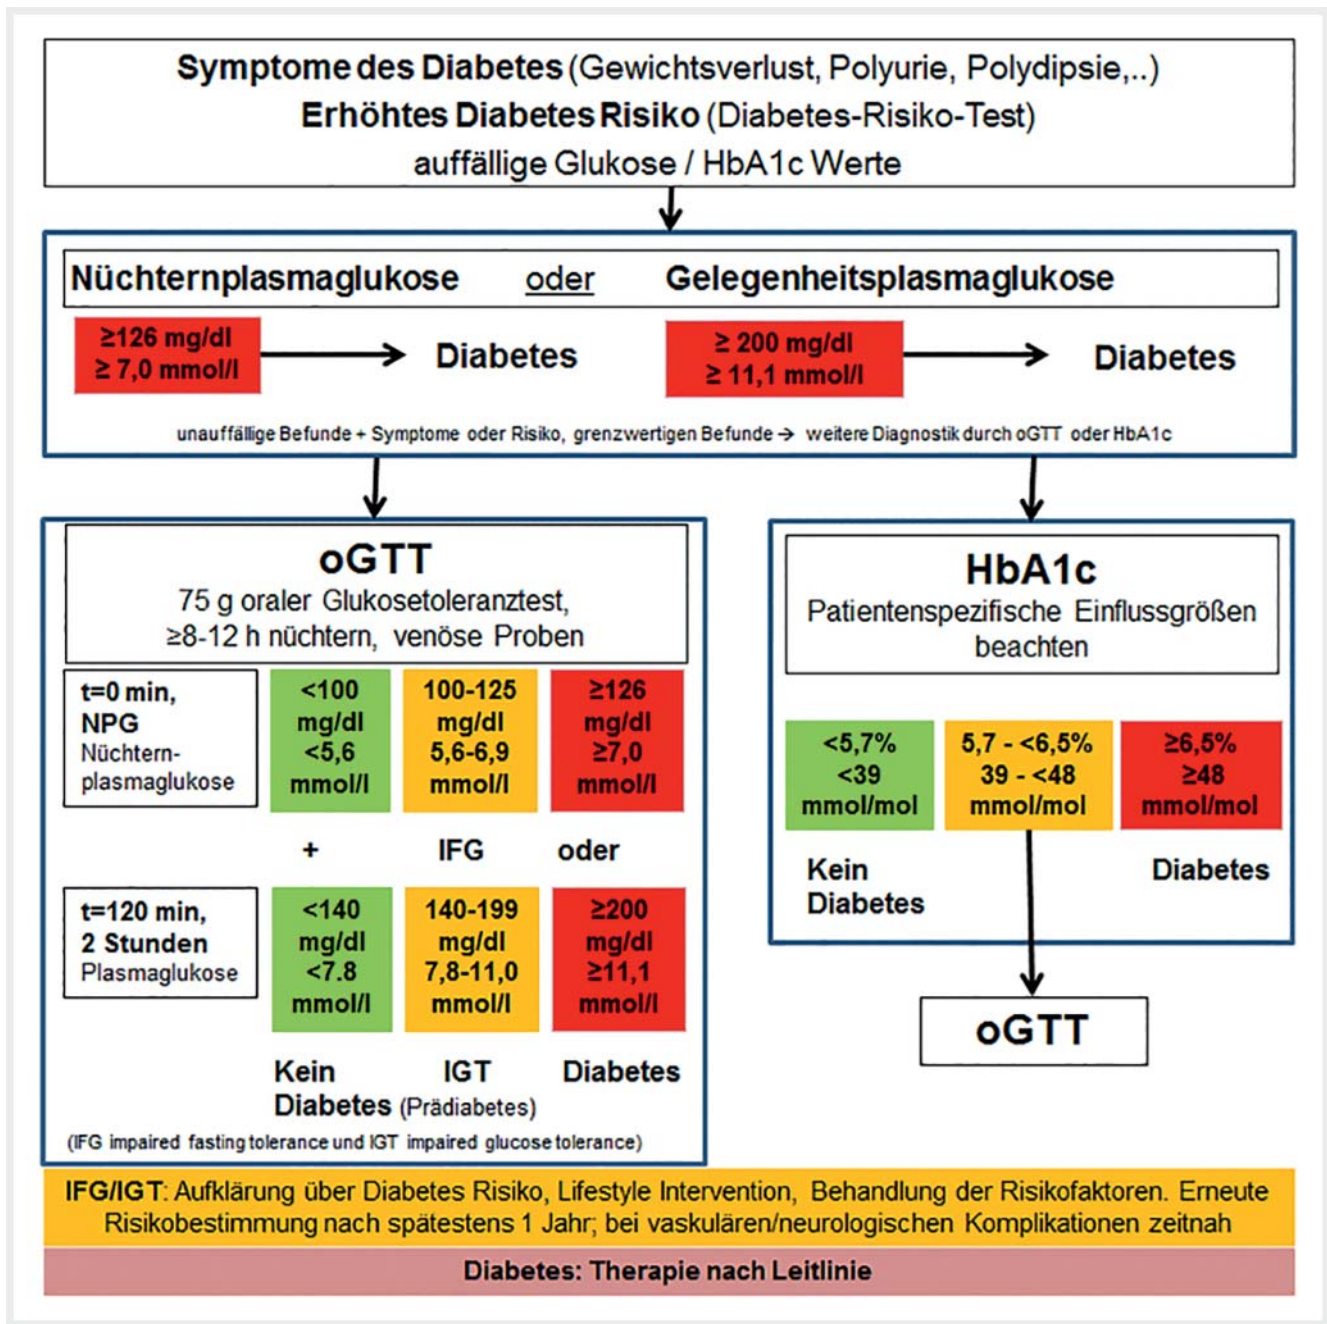 Symptome des Diabetes (Gewichtsverlust, Polyurie, Polydipsie,..)
Erhöhtes Diabetes Risiko (Diabetes-Risiko-Test)
auffällige Glukose / HbA1c Werte
Nüchternplasmaglukose oder Gelegenheitsplasmaglukose
≥126 mg/dl
≥ 7,0 mmol/l
Diabetes
≥ 200 mg/dl
≥ 11,1 mmol/l
Diabetes
unauffällige Befunde + Symptome oder Risiko, grenzwertigen Befunde → weitere Diagnostik durch oGTT oder HbA1c
oGTT
75 g oraler Glukosetoleranztest,
≥8-12 h nüchtern, venöse Proben
t=0 min,
NPG
Nüchtern-
plasmaglukose
<100
mg/dl
<5,6
mmol/l
100-125
mg/dl
5,6-6,9
mmol/l
≥126
mg/dl
≥7,0
mmol/l
+ IFG oder
t=120 min,
2 Stunden
Plasmaglukose
<140
mg/dl
<7.8
mmol/l
140-199
mg/dl
7,8-11,0
mmol/l
≥200
mg/dl
≥11,1
mmol/l
Kein
Diabetes
IGT
(Prädiabetes)
Diabetes
(IFG impaired fasting tolerance und IGT impaired glucose tolerance)
HbA1c
Patientenspezifische Einflussgrößen
beachten
<5,7%
<39
mmol/mol
5,7 - <6,5%
39 - <48
mmol/mol
≥6,5%
≥48
mmol/mol
Kein
Diabetes
Diabetes
oGTT
IFG/IGT: Aufklärung über Diabetes Risiko, Lifestyle Intervention, Behandlung der Risikofaktoren. Erneute
Risikobestimmung nach spätestens 1 Jahr; bei vaskulären/neurologischen Komplikationen zeitnah
Diabetes: Therapie nach Leitlinie